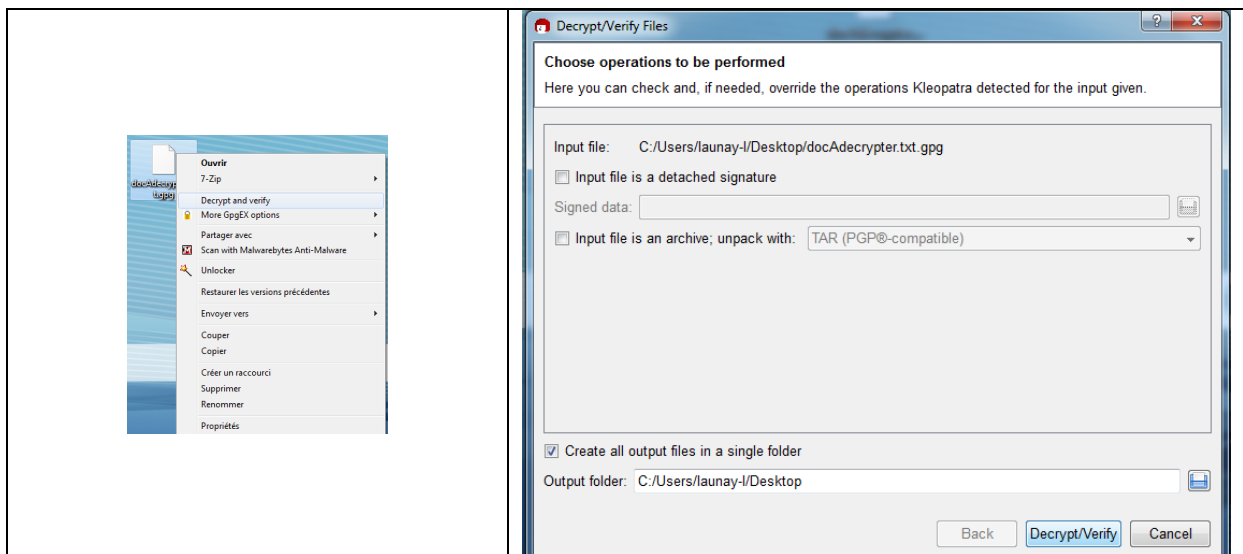 docAdecryp
t.gpg
Ouvrir
7-Zip
Decrypt and verify
More GpgEX options
Partager avec
Scan with Malwarebytes Anti-Malware
Unlocker
Restaurer les versions précédentes
Envoyer vers
Couper
Copier
Créer un raccourci
Supprimer
Renommer
Propriétés
Decrypt/Verify Files
Choose operations to be performed
Here you can check and, if needed, override the operations Kleopatra detected for the input given.
Input file: C:/Users/launay-l/Desktop/docAdecrypter.txt.gpg
Input file is a detached signature
Signed data:
Input file is an archive; unpack with: TAR (PGP®-compatible)
Create all output files in a single folder
Output folder: C:/Users/launay-l/Desktop
Back Decrypt/Verify Cancel